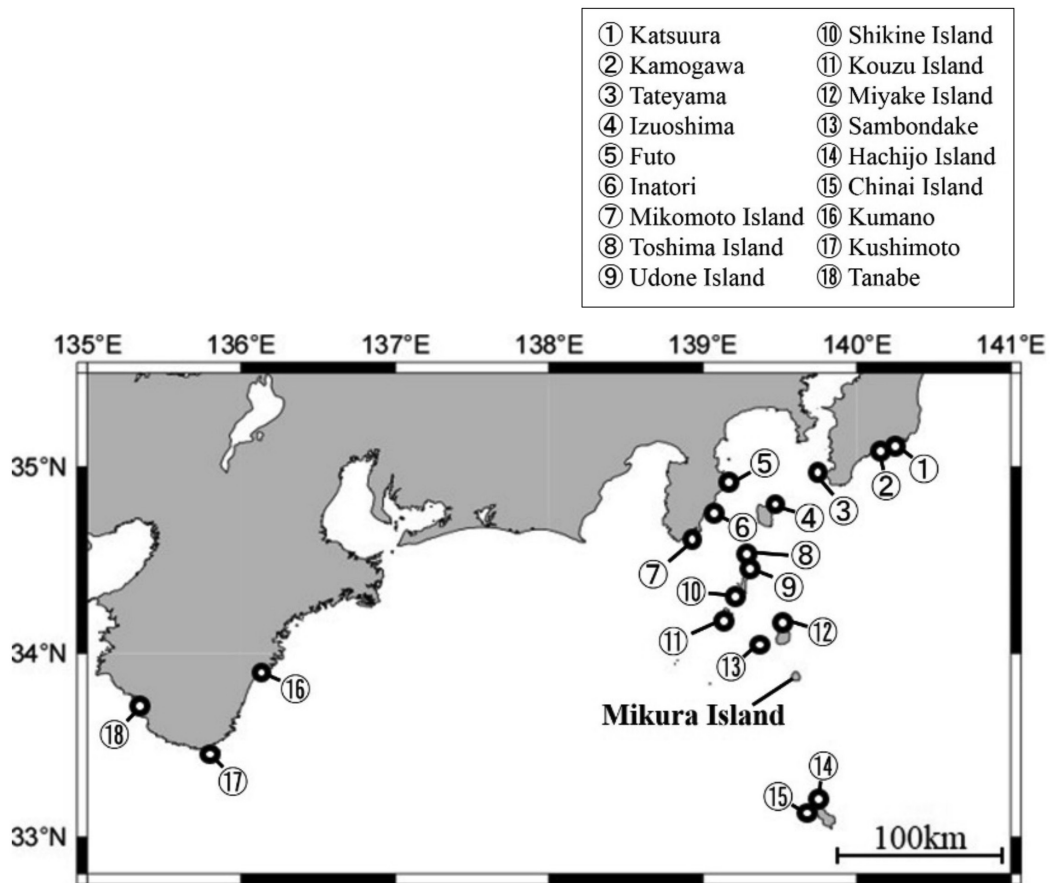 ① Katsuura
② Kamogawa
③ Tateyama
④ Izuoshima
⑤ Futo
⑥ Inatori
⑦ Mikomoto Island
⑧ Toshima Island
⑨ Udone Island
⑩ Shikine Island
⑪ Kouzu Island
⑫ Miyake Island
⑬ Sambondake
⑭ Hachijo Island
⑮ Chinai Island
⑯ Kumano
⑰ Kushimoto
⑱ Tanabe
135°E 136°E 137°E 138°E 139°E 140°E 141°E
35°N
34°N
33°N
①
②
③
④
⑤
⑥
⑦
⑧
⑨
⑩
⑪
⑫
⑬
Mikura Island
⑯
⑱
⑰
⑭
⑮
100km